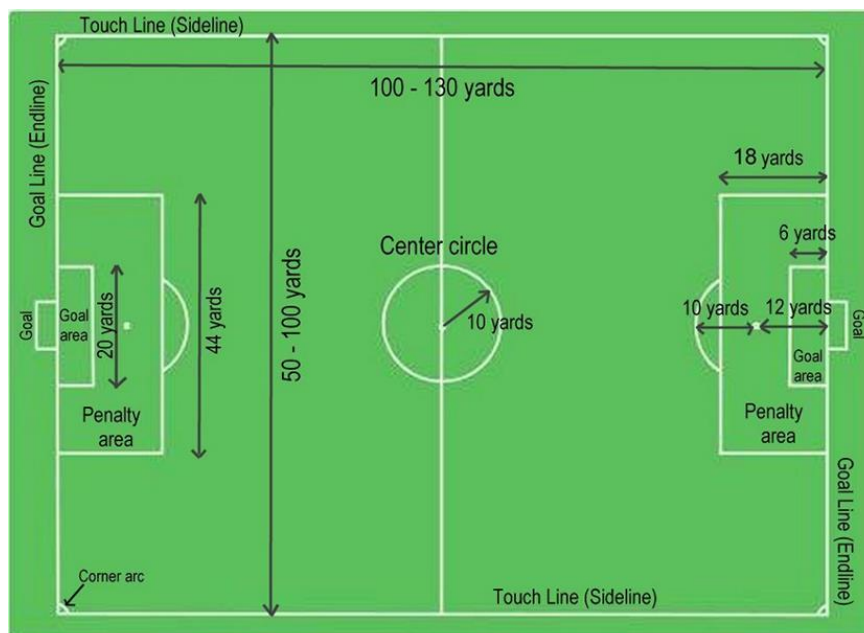 Touch Line (Sideline)
100 - 130 yards
Goal Line (Endline)
18 yards
6 yards
Center circle
10 yards
12 yards
10 yards
Goal
Goal
area
20 yards
44 yards
50 - 100 yards
Goal
area
Goal
Penalty
area
Penalty
area
Goal Line (Endline)
Corner arc
Touch Line (Sideline)